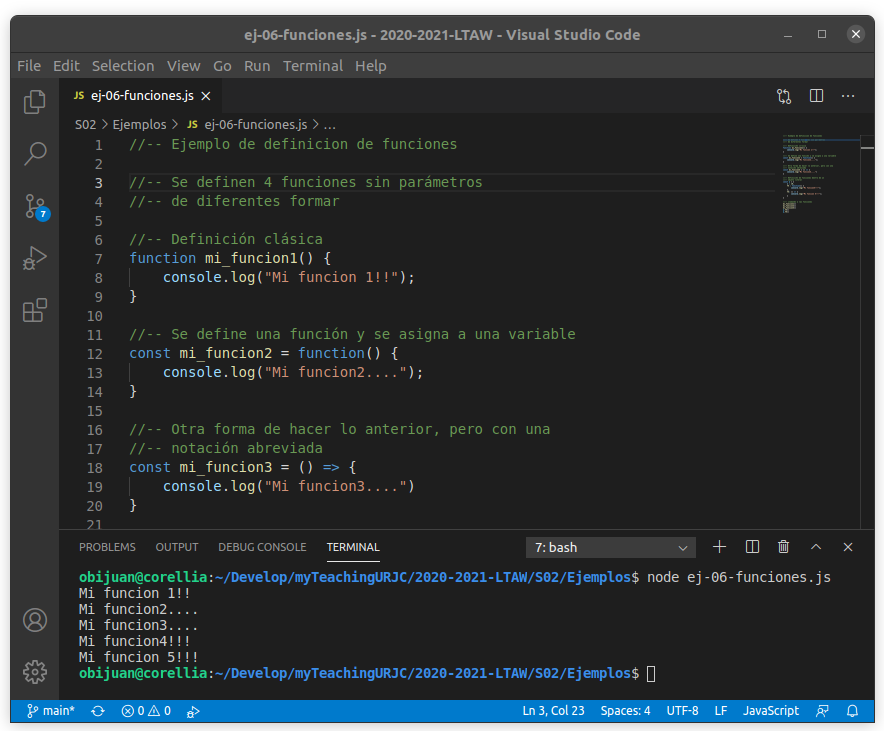 ej-06-funciones.js - 2020-2021-LTAW - Visual Studio Code
File Edit Selection View Go Run Terminal Help
JS ej-06-funciones.js
S02 > Ejemplos > JS ej-06-funciones.js > ...
1 //-- Ejemplo de definicion de funciones
2
3 //-- Se definen 4 funciones sin parámetros
4 //-- de diferentes formar
5
6 //-- Definición clásica
7 function mi_funcion1() {
8 console.log("Mi funcion 1!!");
9 }
10
11 //-- Se define una función y se asigna a una variable
12 const mi_funcion2 = function() {
13 console.log("Mi funcion2....");
14 }
15
16 //-- Otra forma de hacer lo anterior, pero con una
17 //-- notación abreviada
18 const mi_funcion3 = () => {
19 console.log("Mi funcion3....")
20 }
21
7
PROBLEMS OUTPUT DEBUG CONSOLE TERMINAL 7: bash
obijuan@corellia:~/Develop/myTeachingURJC/2020-2021-LTAW/S02/Ejemplos$ node ej-06-funciones.js
Mi funcion 1!!
Mi funcion2....
Mi funcion3....
Mi funcion4!!!
Mi funcion 5!!!
obijuan@corellia:~/Develop/myTeachingURJC/2020-2021-LTAW/S02/Ejemplos$
main* 0 0 Ln 3, Col 23 Spaces: 4 UTF-8 LF JavaScript